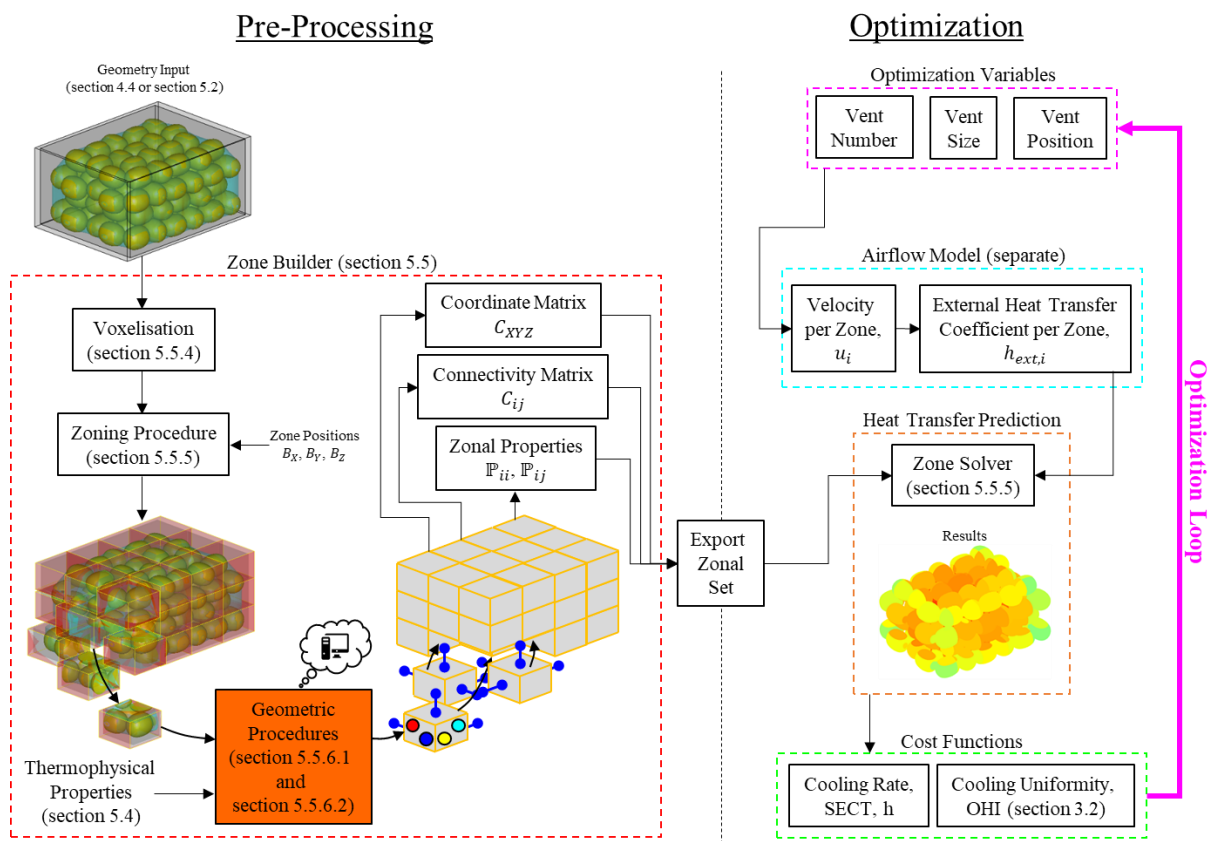 Pre-Processing
Geometry Input
(section 4.4 or section 5.2)
Zone Builder (section 5.5)
Voxelisation
(section 5.5.4)
Zoning Procedure
(section 5.5.5)
Zone Positions
B_X, B_Y, B_Z
Coordinate Matrix
C_XYZ
Connectivity Matrix
C_ij
Zonal Properties
ℙ_ii, ℙ_ij
Thermophysical
Properties
(section 5.4)
Geometric
Procedures
(section 5.5.6.1
and
section 5.5.6.2)
Export
Zonal
Set
Optimization
Optimization Variables
Vent
Number
Vent
Size
Vent
Position
Airflow Model (separate)
Velocity
per Zone,
u_i
External Heat Transfer
Coefficient per Zone,
h_ext,i
Heat Transfer Prediction
Zone Solver
(section 5.5.5)
Results
Cost Functions
Cooling Rate,
SECT, h
Cooling Uniformity,
OHI (section 3.2)
Optimization Loop